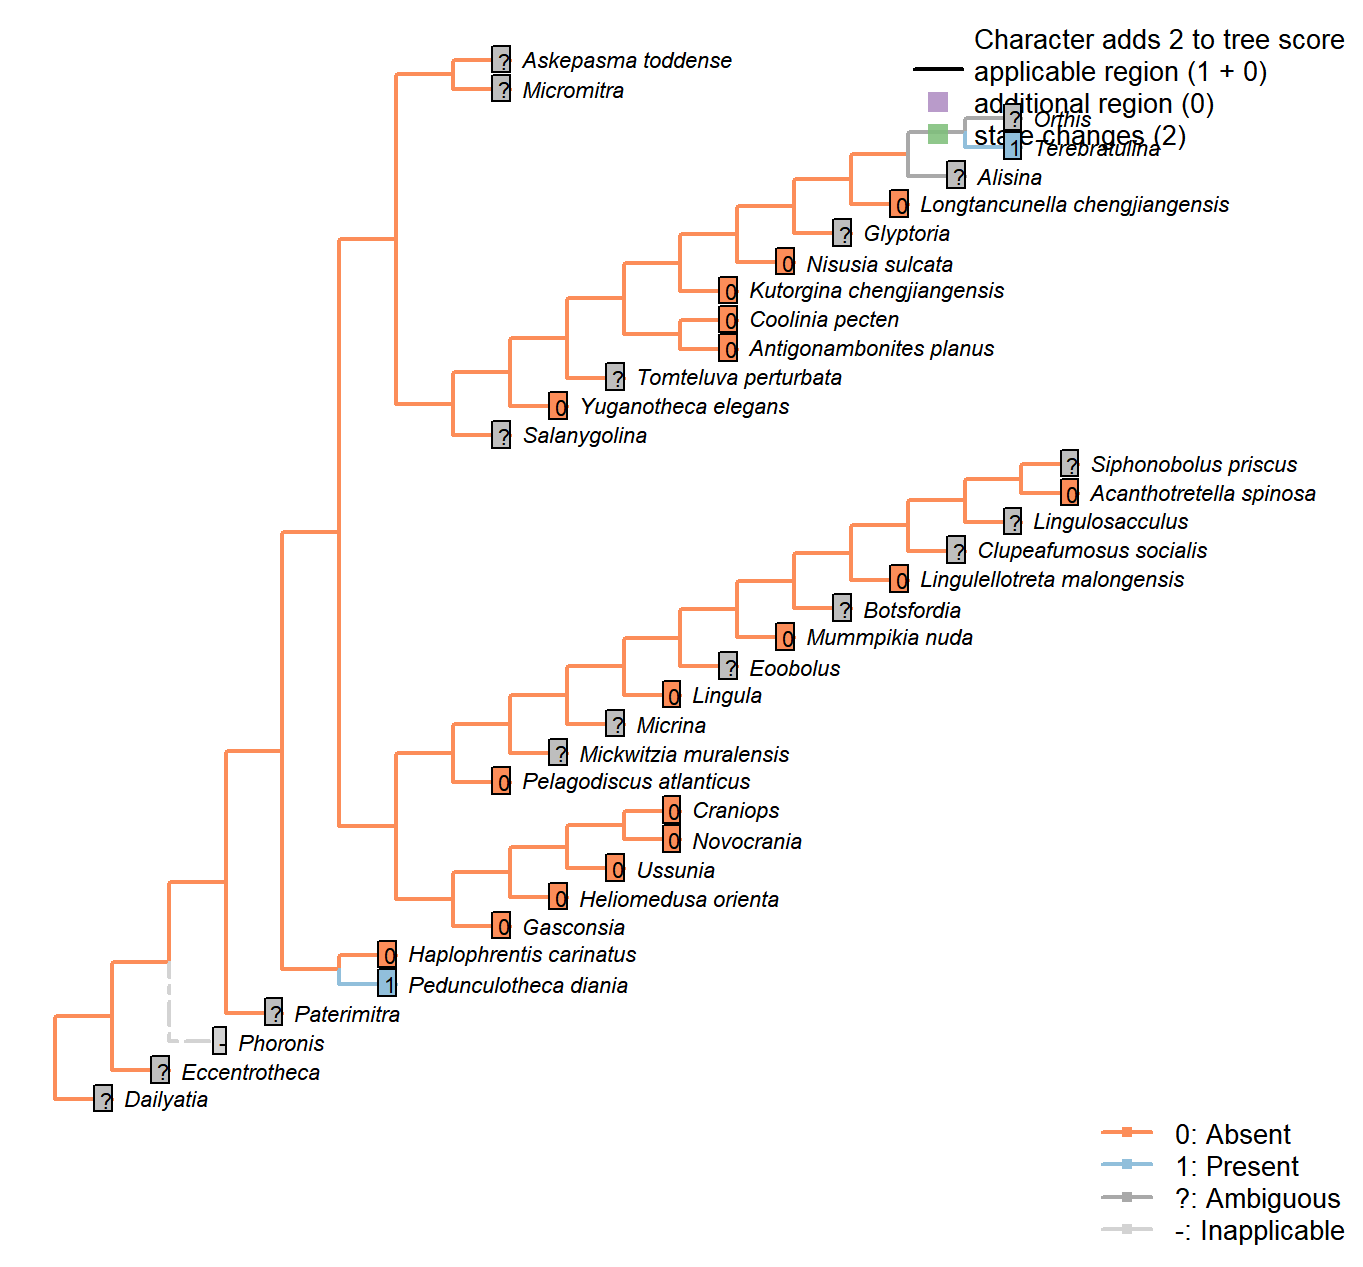 Character adds 2 to tree score
applicable region (1 + 0)
additional region (0)
state changes (2)
? Askepasma toddense
? Micromitra
? Orthis
1 Terebratulina
? Alisina
0 Longtancunella chengjiangensis
? Glyptoria
0 Nisusia sulcata
0 Kutorgina chengjiangensis
0 Coolinia pecten
0 Antigonambonites planus
? Tomteluva perturbata
0 Yuganotheca elegans
? Salanygolina
? Siphonobolus priscus
0 Acanthotretella spinosa
? Lingulosacculus
? Clupeafumosus socialis
0 Lingulellotreta malongensis
? Botsfordia
0 Mummpikia nuda
? Eoobolus
0 Lingula
? Micrina
? Mickwitzia muralensis
0 Pelagodiscus atlanticus
0 Craniops
0 Novocrania
0 Ussunia
0 Heliomedusa orienta
0 Gasconsia
0 Haplophrentis carinatus
1 Pedunculotheca diania
? Paterimitra
- Phoronis
? Eccentrotheca
? Dailyatia
0: Absent
1: Present
?: Ambiguous
-: Inapplicable